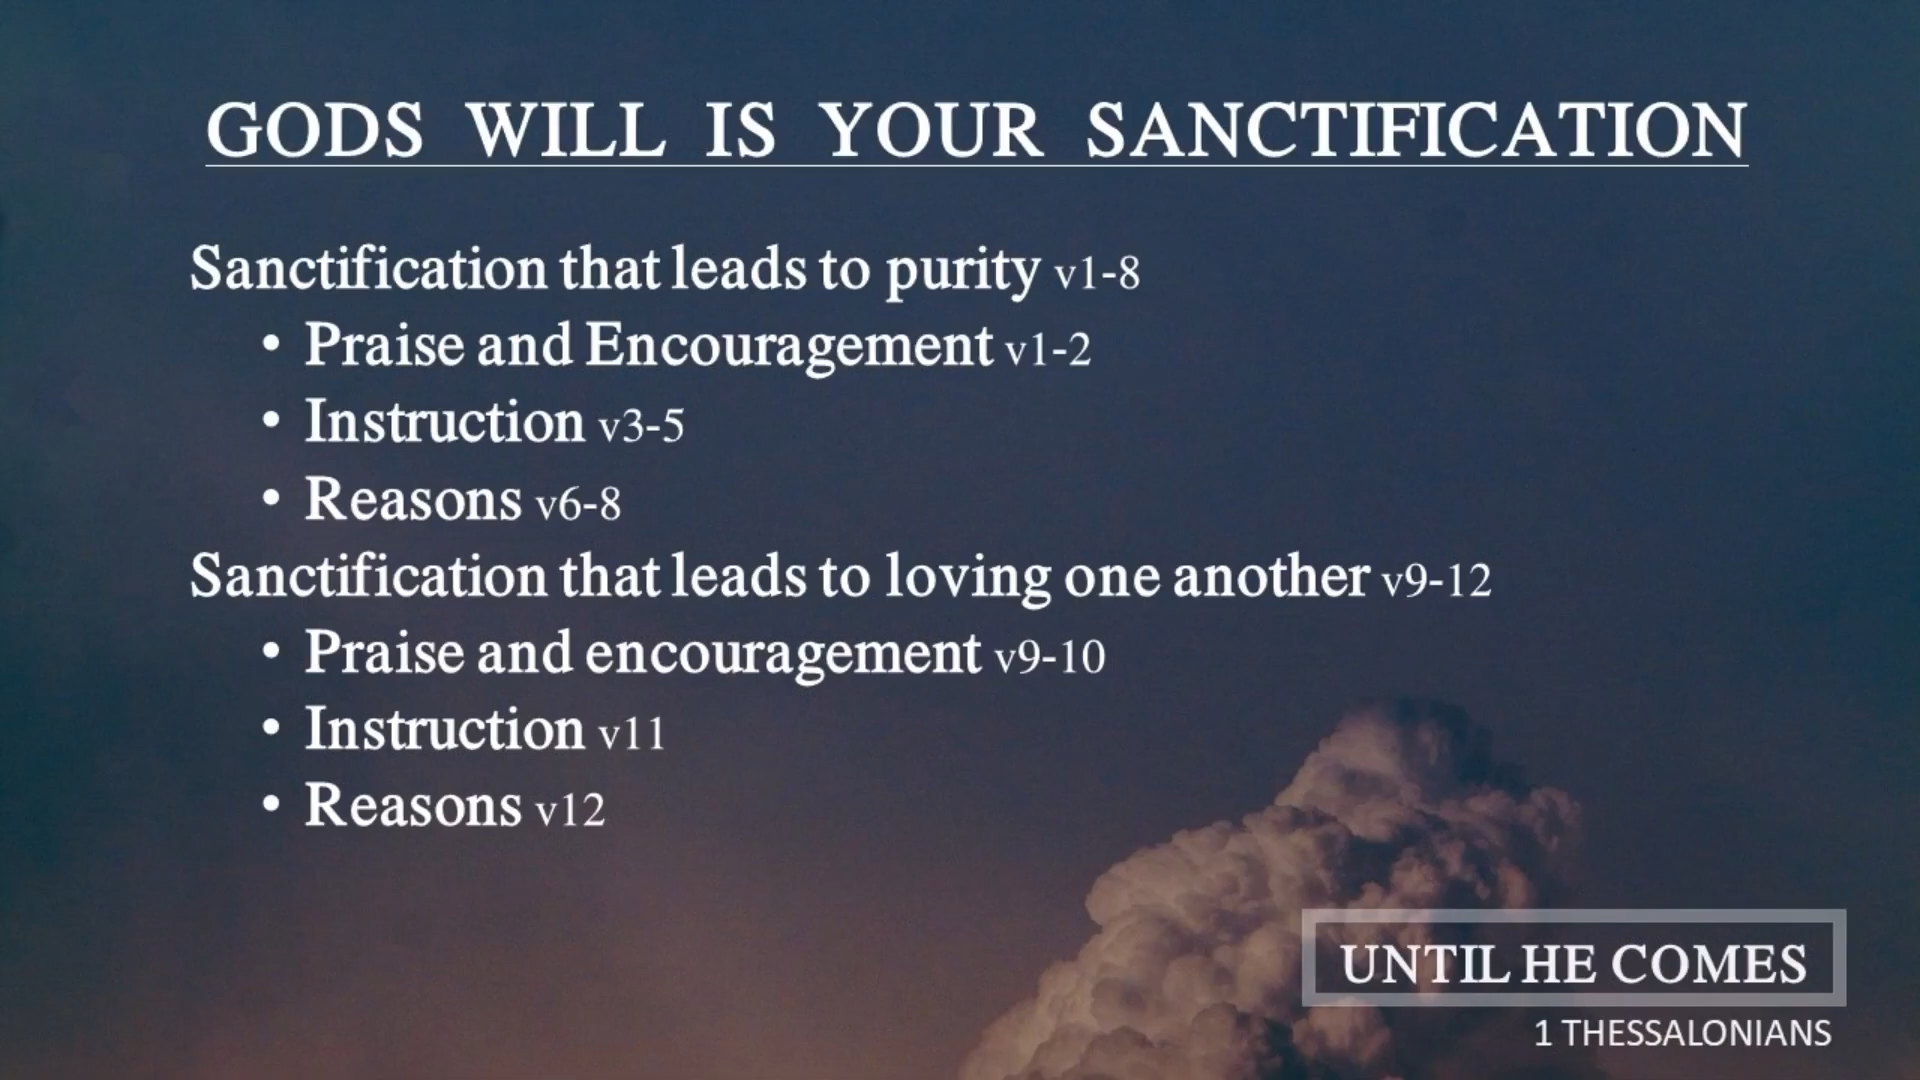 GODS WILL IS YOUR SANCTIFICATION
Sanctification that leads to purity v1-8
• Praise and Encouragement v1-2
• Instruction v3-5
• Reasons v6-8
Sanctification that leads to loving one another v9-12
• Praise and encouragement v9-10
• Instruction v11
• Reasons v12
UNTIL HE COMES
1 THESSALONIANS